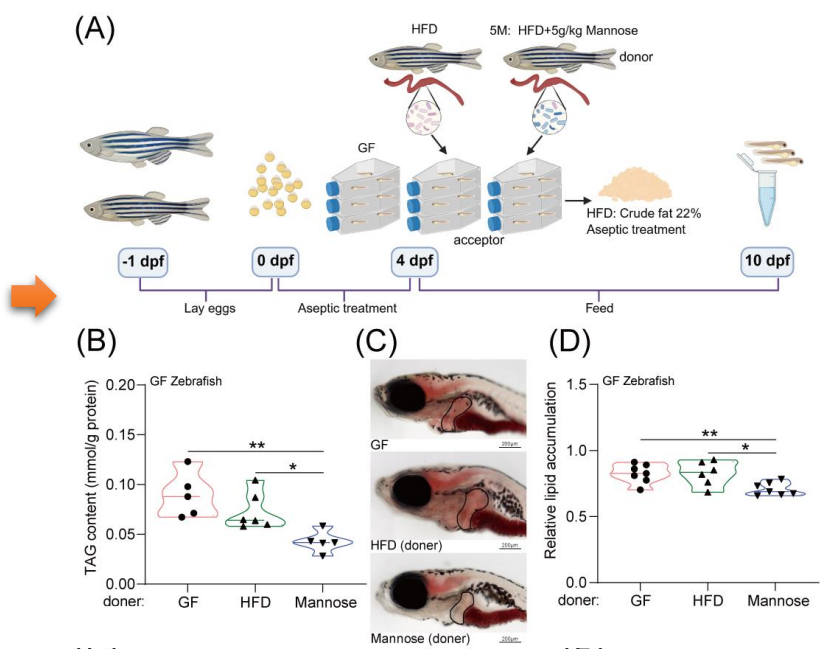 (A)
HFD
5M: HFD+5g/kg Mannose
donor
GF
HFD: Crude fat 22%
Aseptic treatment
acceptor
-1 dpf
0 dpf
4 dpf
10 dpf
Lay eggs
Aseptic treatment
Feed
(B)
TAG content (mmol/g protein)
0.20
0.15
0.10
0.05
0.00
GF Zebrafish
**
*
doner:
GF
HFD
Mannose
(C)
GF
200μm
HFD (doner)
200μm
Mannose (doner)
200μm
(D)
Relative lipid accumulation
1.5
1.0
0.5
0.0
GF Zebrafish
**
*
doner:
GF
HFD
Mannose